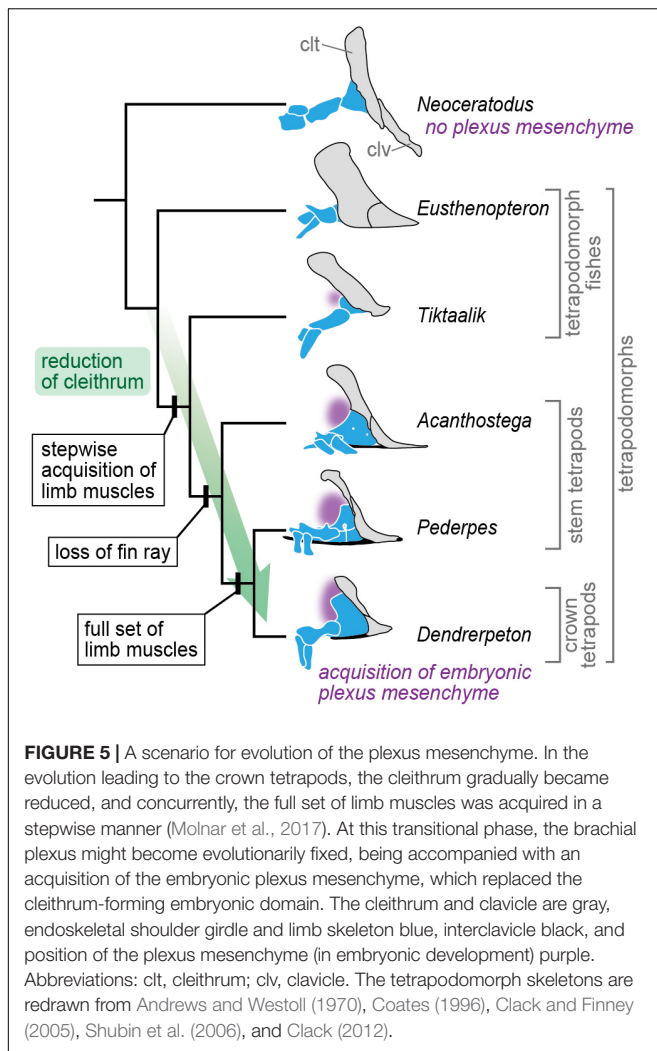 clt
Neoceratodus
no plexus mesenchyme
clv
Eusthenopteron
tetrapodomorph
fishes
Tiktaalik
tetrapodomorphs
reduction
of cleithrum
Acanthostega
stem tetrapods
stepwise
acquisition of
limb muscles
Pederpes
loss of fin ray
full set of
limb muscles
Dendrerpeton
crown
tetrapods
acquisition of embryonic
plexus mesenchyme
FIGURE 5 | A scenario for evolution of the plexus mesenchyme. In the
evolution leading to the crown tetrapods, the cleithrum gradually became
reduced, and concurrently, the full set of limb muscles was acquired in a
stepwise manner (Molnar et al., 2017). At this transitional phase, the brachial
plexus might become evolutionarily fixed, being accompanied with an
acquisition of the embryonic plexus mesenchyme, which replaced the
cleithrum-forming embryonic domain. The cleithrum and clavicle are gray,
endoskeletal shoulder girdle and limb skeleton blue, interclavicle black, and
position of the plexus mesenchyme (in embryonic development) purple.
Abbreviations: clt, cleithrum; clv, clavicle. The tetrapodomorph skeletons are
redrawn from Andrews and Westoll (1970), Coates (1996), Clack and Finney
(2005), Shubin et al. (2006), and Clack (2012).